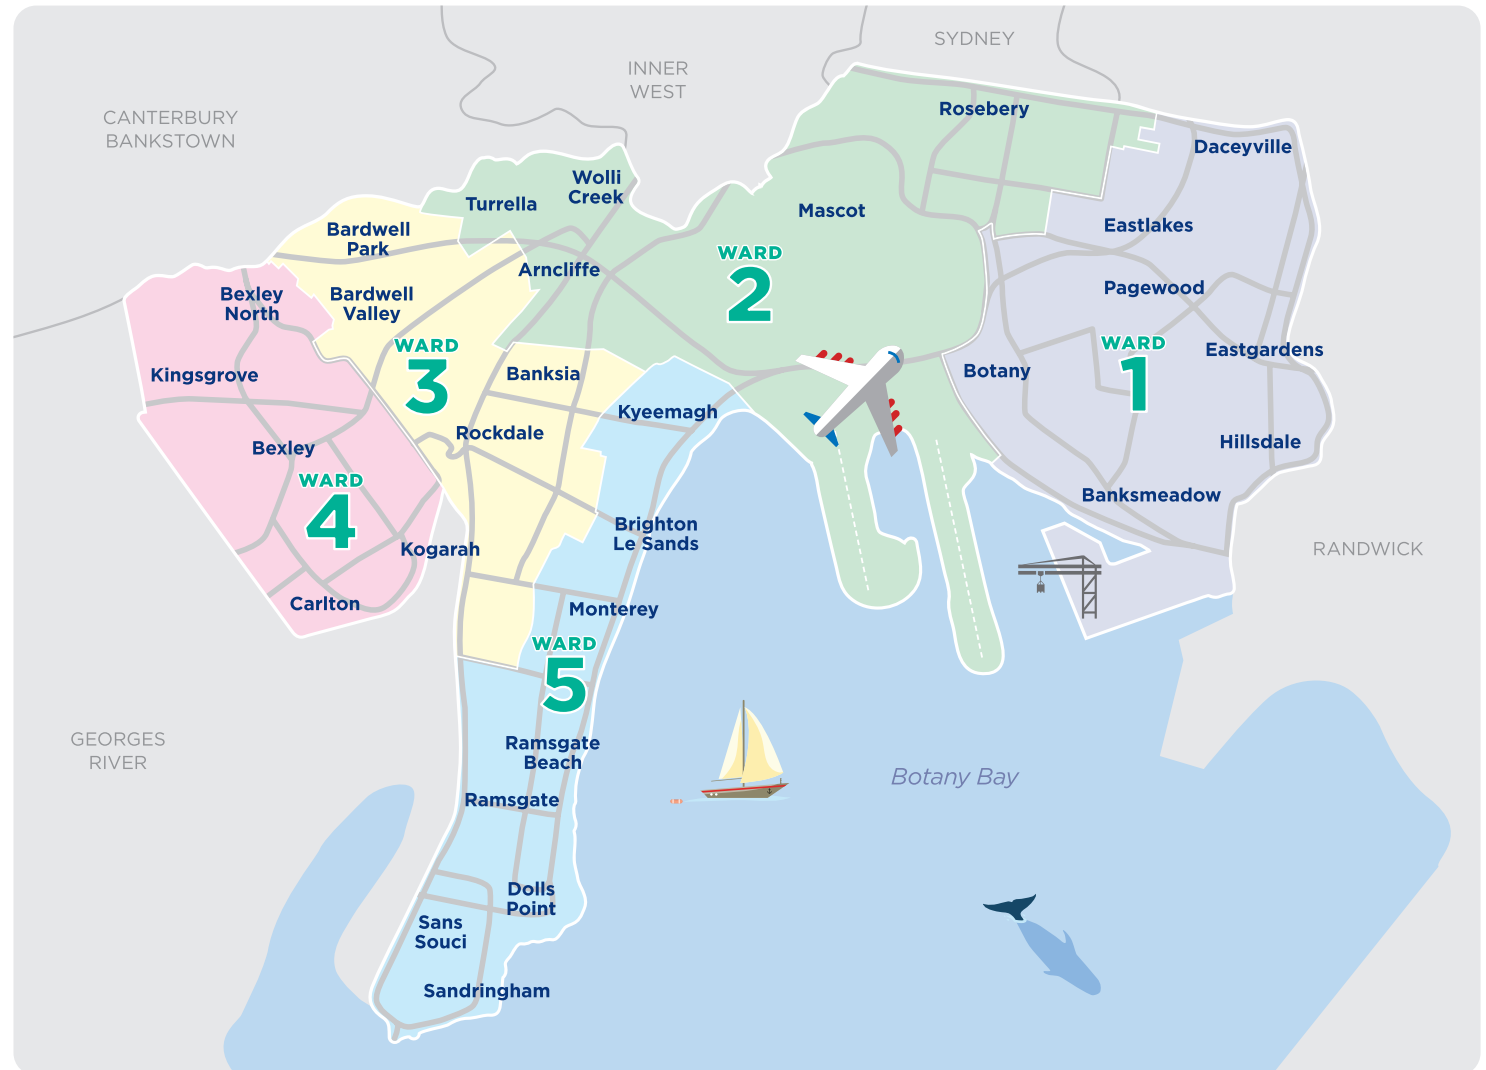 SYDNEY
INNER
WEST
CANTERBURY
BANKSTOWN
Rosebery
Daceyville
Wolli
Creek
Turrella
Mascot
Eastlakes
Bardwell
Park
WARD
2
Arncliffe
Bexley
North
Bardwell
Valley
Pagewood
WARD
3
WARD
1
Eastgardens
Botany
Kingsgrove
Banksia
Kyeemagh
Rockdale
Hillsdale
Bexley
WARD
4
Banksmeadow
Brighton
Le Sands
Kogarah
RANDWICK
Carlton
Monterey
WARD
5
GEORGES
RIVER
Ramsgate
Beach
Botany Bay
Ramsgate
Dolls
Point
Sans
Souci
Sandringham